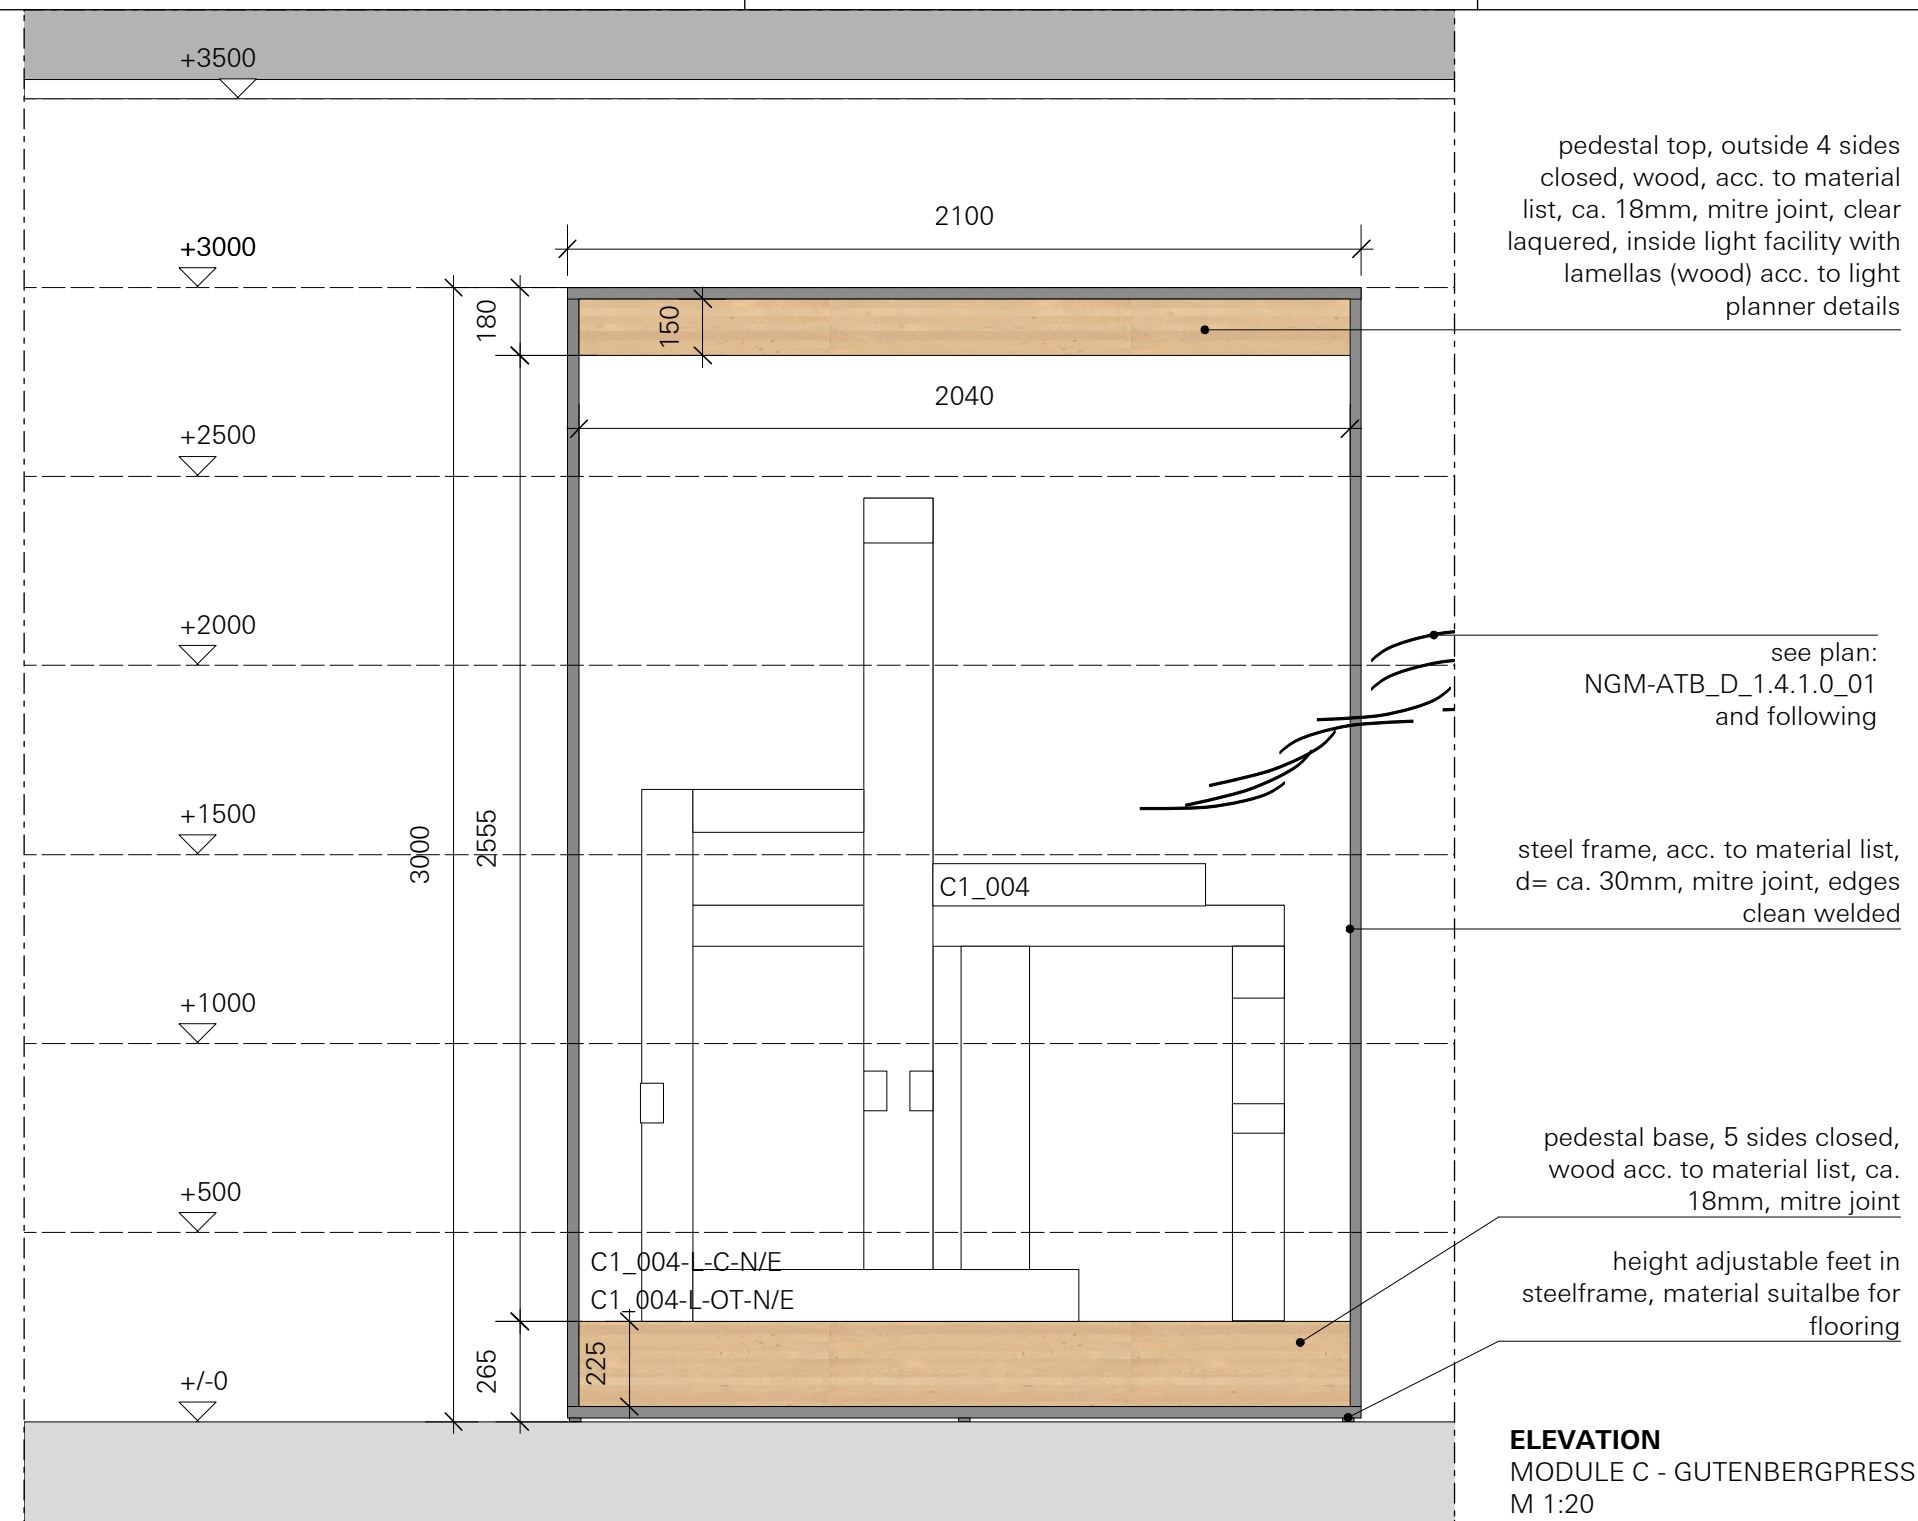 +3500
pedestal top, outside 4 sides
closed, wood, acc. to material
list, ca. 18mm, mitre joint, clear
laquered, inside light facility with
lamellas (wood) acc. to light
planner details
2100
+3000
180
150
2040
+2500
+2000
see plan:
NGM-ATB_D_1.4.1.0_01
and following
+1500
3000
2555
steel frame, acc. to material list,
d= ca. 30mm, mitre joint, edges
clean welded
C1_004
+1000
pedestal base, 5 sides closed,
wood acc. to material list, ca.
18mm, mitre joint
+500
C1_004-L-C-N/E
C1_004-L-OT-N/E
height adjustable feet in
steelframe, material suitalbe for
flooring
265
225
+/-0
ELEVATION
MODULE C - GUTENBERGPRESS
M 1:20